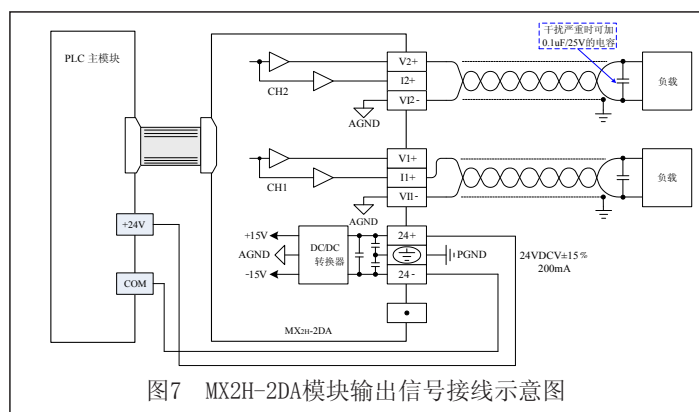 干扰严重时可加
0.1uF/25V的电容
PLC 主模块
V2+
I2+
VI2-
CH2
AGND
负载
V1+
I1+
VI1-
CH1
AGND
负载
+24V
COM
+15V
AGND
-15V
DC/DC
转换器
24+
24-
PGND
24VDCV±15%
200mA
MX2H-2DA
图7 MX2H-2DA模块输出信号接线示意图